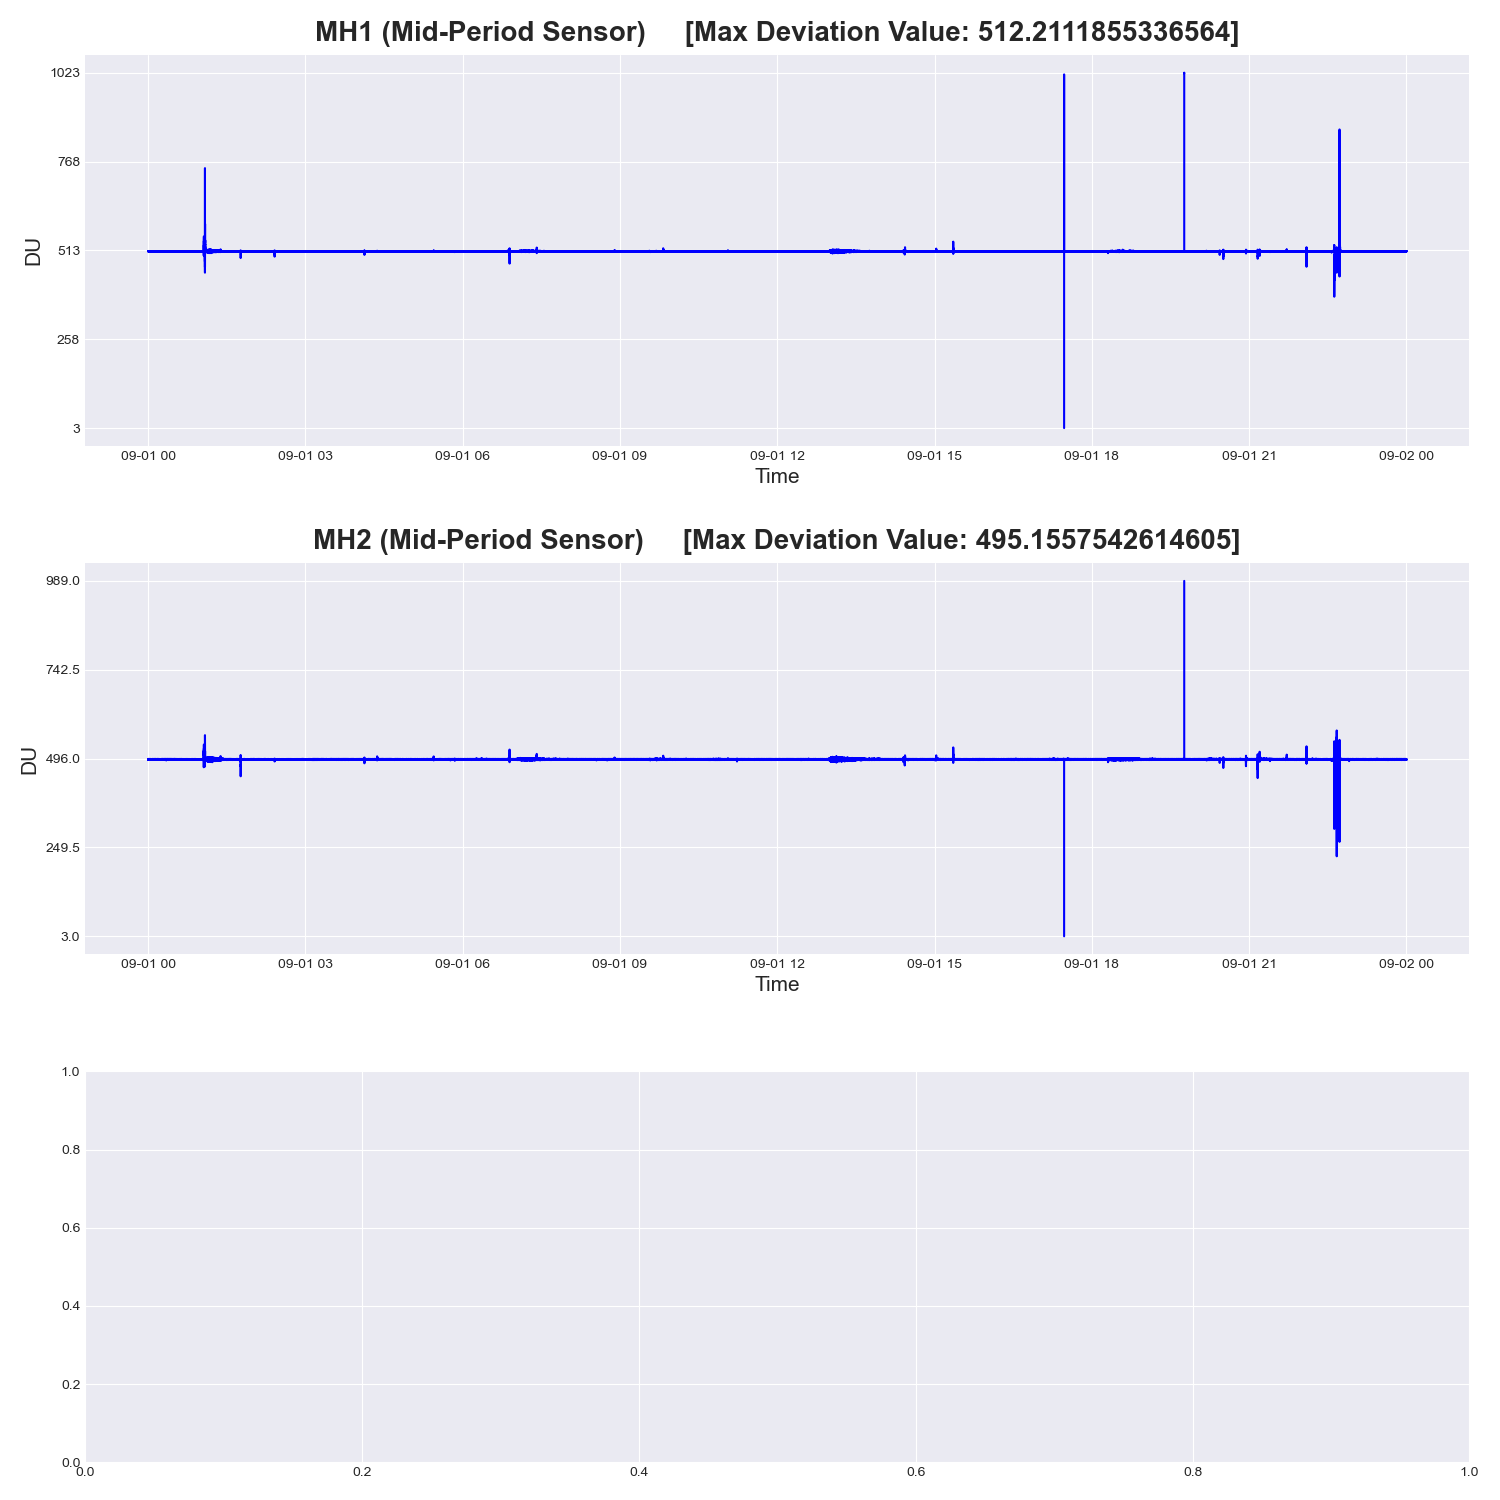 MH1 (Mid-Period Sensor) [Max Deviation Value: 512.2111855336564]
1023
768
513
258
3
DU
09-01 00 09-01 03 09-01 06 09-01 09 09-01 12 09-01 15 09-01 18 09-01 21 09-02 00
Time
MH2 (Mid-Period Sensor) [Max Deviation Value: 495.1557542614605]
989.0
742.5
496.0
249.5
3.0
DU
09-01 00 09-01 03 09-01 06 09-01 09 09-01 12 09-01 15 09-01 18 09-01 21 09-02 00
Time
1.0
0.8
0.6
0.4
0.2
0.0
0.0 0.2 0.4 0.6 0.8 1.0